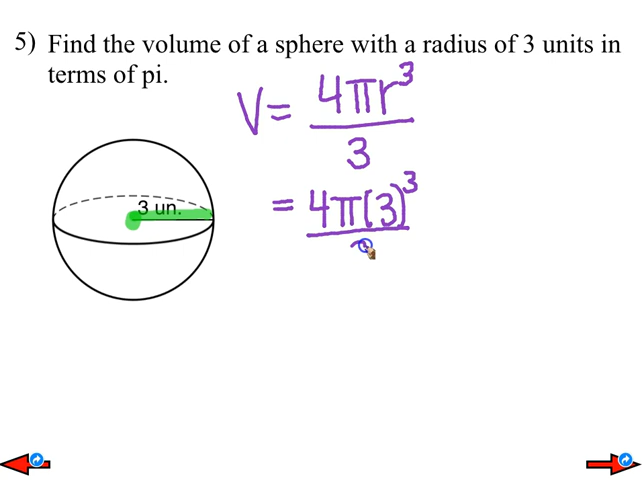 5) Find the volume of a sphere with a radius of 3 units in
terms of pi.
V = 4πr³
3
3 un.
= 4π(3)³